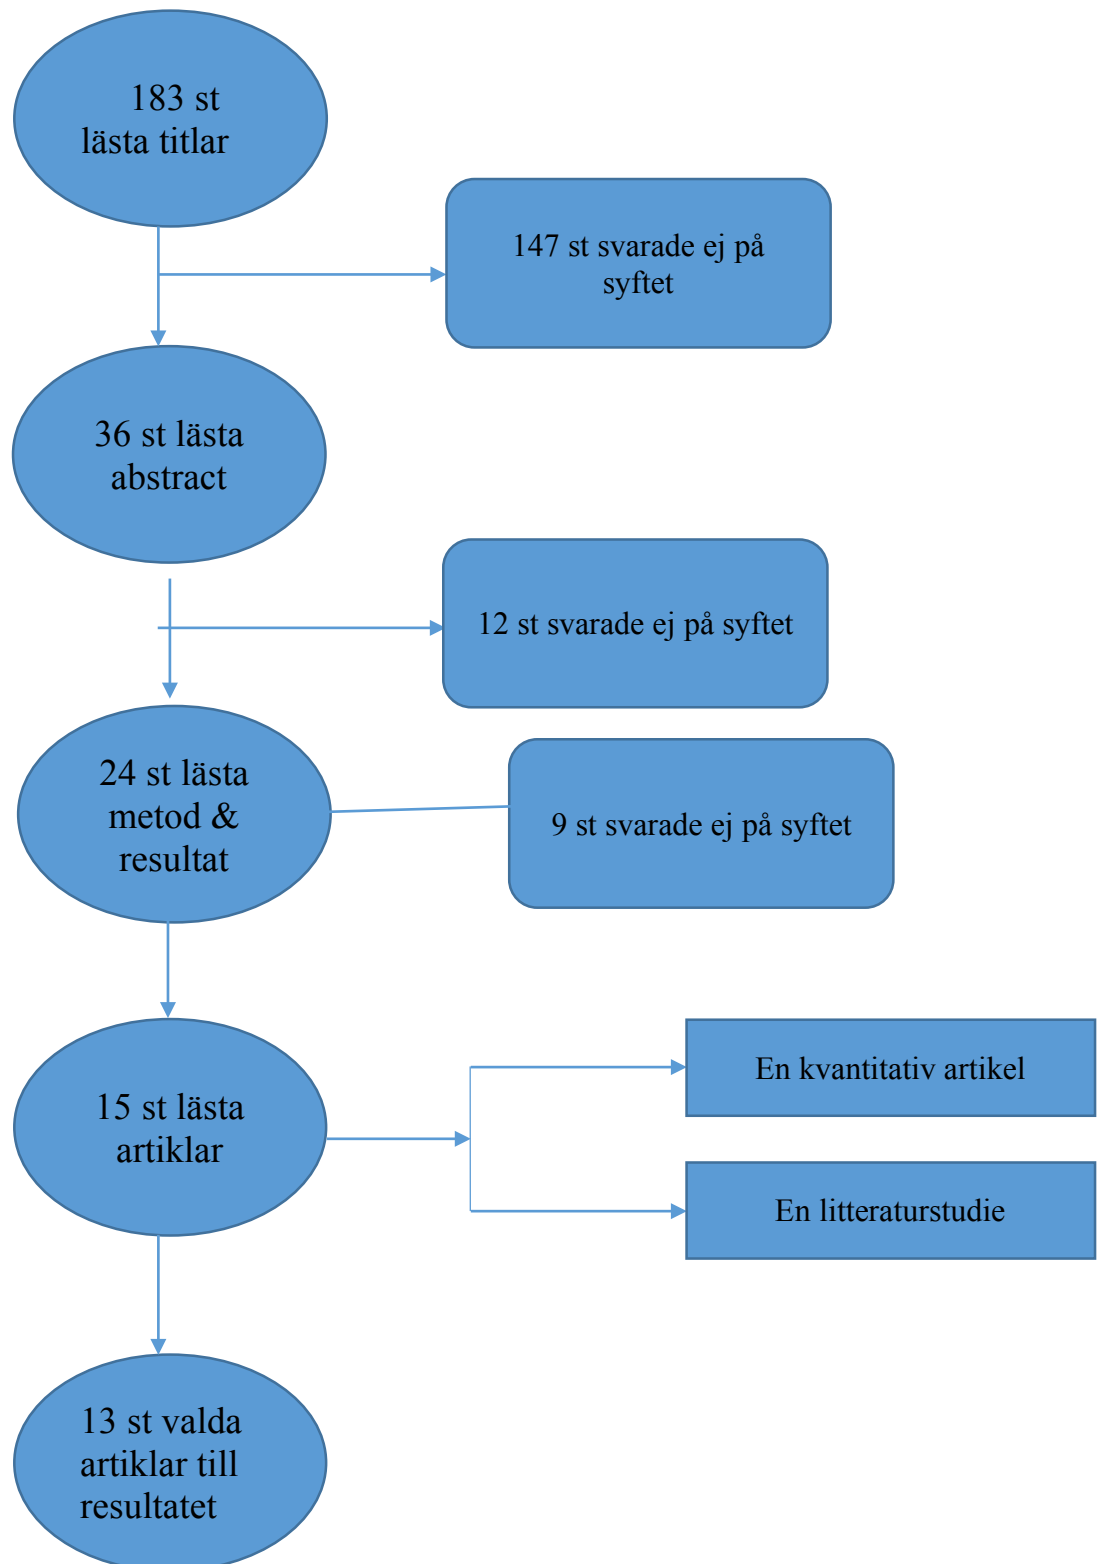 183 st
lästa titlar
147 st svarade ej på
syftet
36 st lästa
abstract
12 st svarade ej på syftet
24 st lästa
metod &
resultat
9 st svarade ej på syftet
15 st lästa
artiklar
En kvantitativ artikel
En litteraturstudie
13 st valda
artiklar till
resultatet